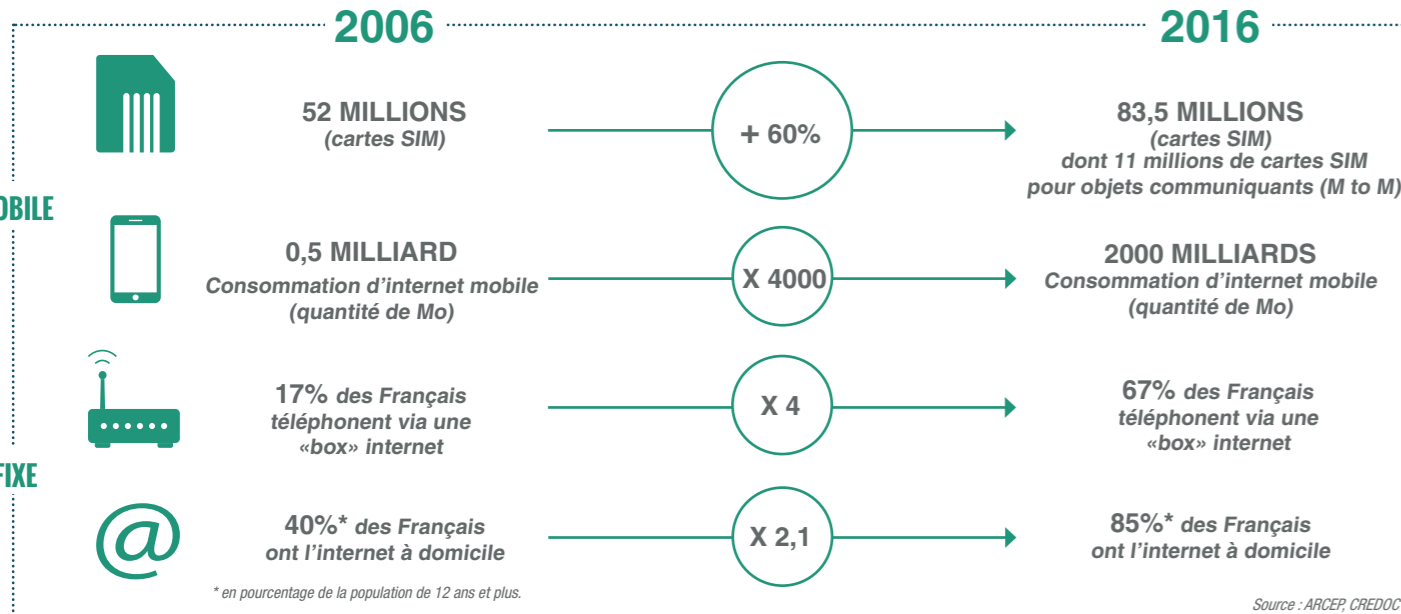 2006
2016
52 MILLIONS
(cartes SIM)
+ 60%
83,5 MILLIONS
(cartes SIM)
dont 11 millions de cartes SIM
pour objets communiquants (M to M)
OBILE
0,5 MILLIARD
Consommation d'internet mobile
(quantité de Mo)
X 4000
2000 MILLIARDS
Consommation d'internet mobile
(quantité de Mo)
17% des Français
téléphonent via une
«box» internet
X 4
67% des Français
téléphonent via une
«box» internet
FIXE
@
40%* des Français
ont l'internet à domicile
X 2,1
85%* des Français
ont l'internet à domicile
* en pourcentage de la population de 12 ans et plus.
Source : ARCEP, CREDOC